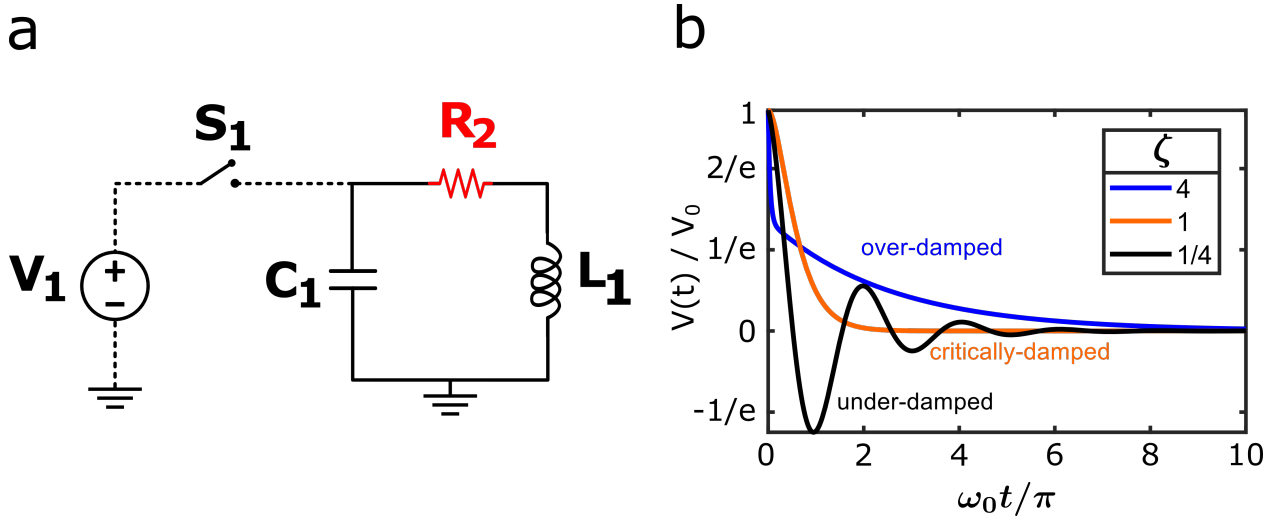 a
S₁
R₂
V₁
+
−
C₁
L₁
b
V(t) / V₀
1
2/e
1/e
0
-1/e
ζ
4
1
1/4
over-damped
critically-damped
under-damped
0 2 4 6 8 10
ω₀t/π